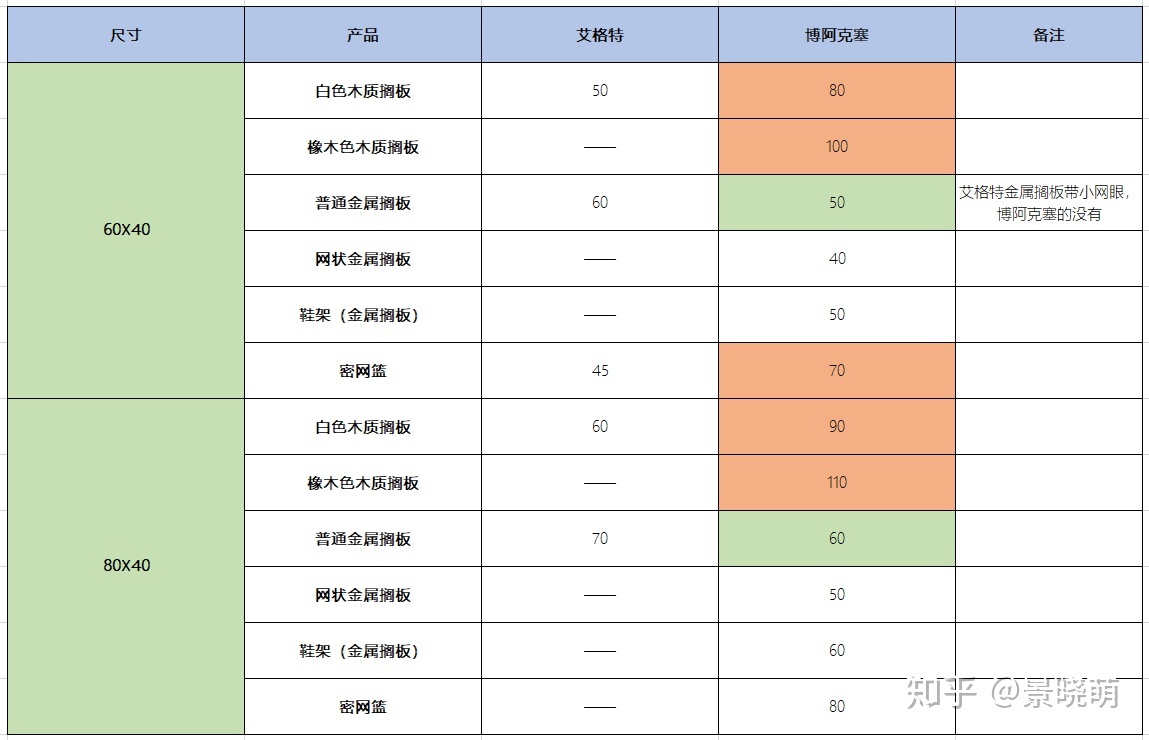 尺寸 产品 艾格特 博阿克塞 备注
60X40
白色木质搁板 50 80
橡木色木质搁板 —— 100
普通金属搁板 60 50 艾格特金属搁板带小网眼，
博阿克塞的没有
网状金属搁板 —— 40
鞋架（金属搁板） —— 50
密网篮 45 70
80X40
白色木质搁板 60 90
橡木色木质搁板 —— 110
普通金属搁板 70 60
网状金属搁板 —— 50
鞋架（金属搁板） —— 60
密网篮 —— 80
知乎 @景晓萌